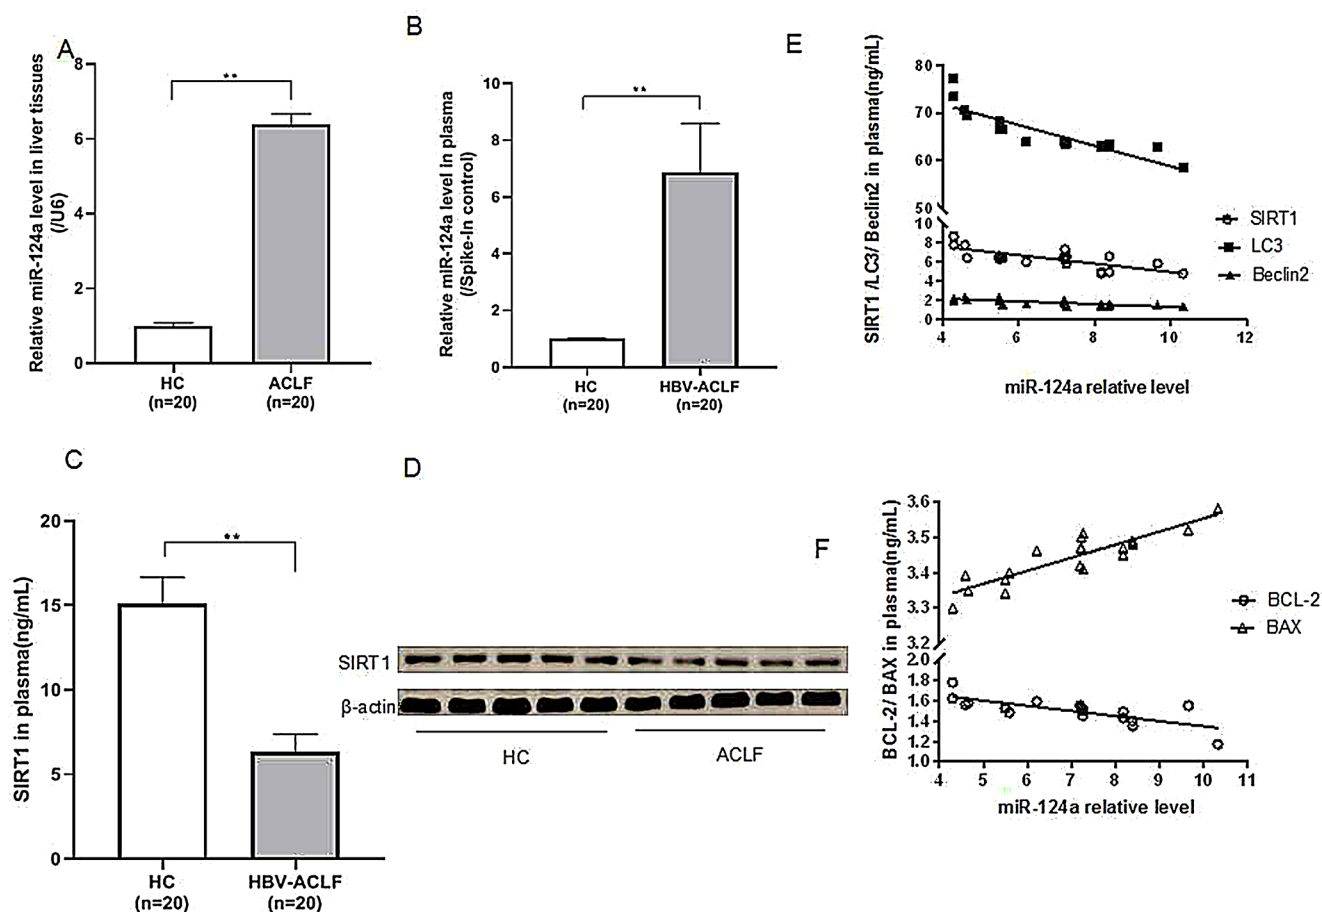 A
Relative miR-124a level in liver tissues
(/U6)
8
6
4
2
0
**
HC
(n=20)
ACLF
(n=20)
B
Relative miR-124a level in plasma
(/Spike-In control)
10
8
6
4
2
0
**
HC
(n=20)
HBV-ACLF
(n=20)
E
SIRT1 /LC3/ Beclin2 in plasma(ng/mL)
80
70
60
50
10
8
6
4
2
0
4
6
8
10
12
miR-124a relative level
SIRT1
LC3
Beclin2
C
SIRT1 in plasma(ng/mL)
20
15
10
5
0
**
HC
(n=20)
HBV-ACLF
(n=20)
D
SIRT1
β-actin
HC
ACLF
F
BCL-2/ BAX in plasma(ng/mL)
3.6
3.5
3.4
3.3
3.2
2.0
1.8
1.6
1.4
1.2
1.0
4
5
6
7
8
9
10
11
miR-124a relative level
BCL-2
BAX